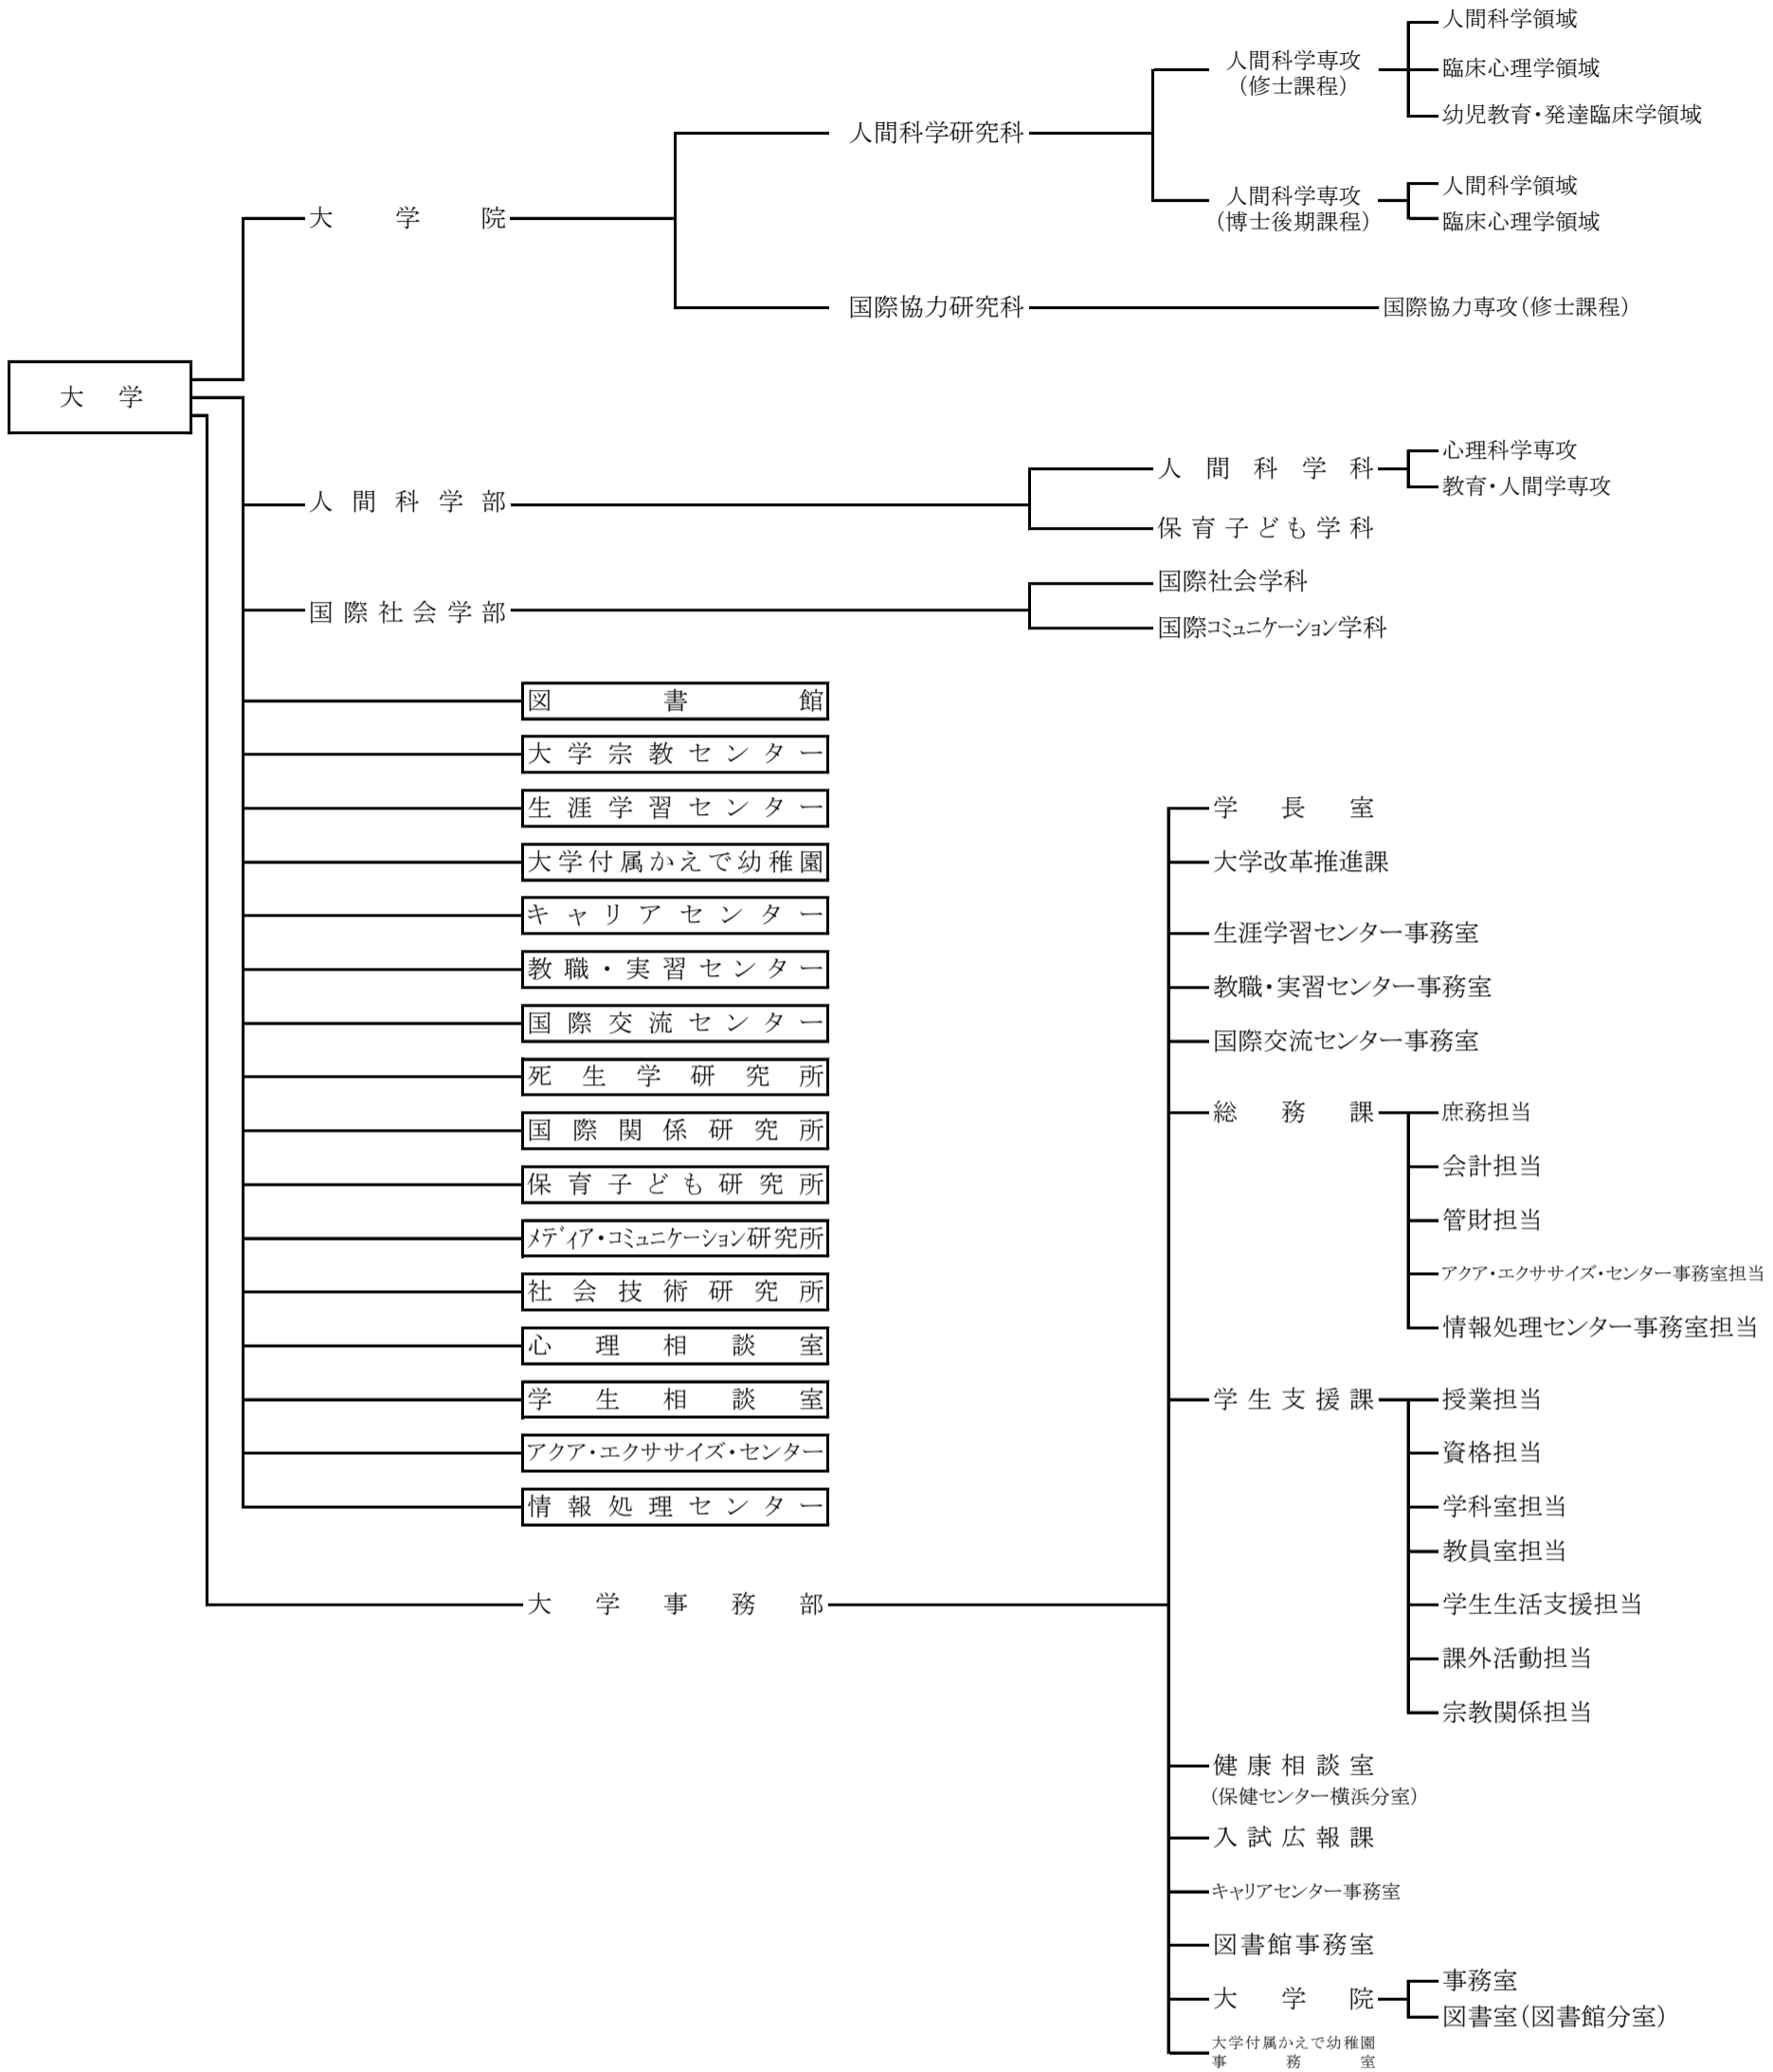 人間科学領域
人間科学専攻
(修士課程)
臨床心理学領域
幼児教育・発達臨床学領域
人間科学研究科
人間科学専攻
(博士後期課程)
人間科学領域
臨床心理学領域
大学院
国際協力研究科
国際協力専攻(修士課程)
大学
人間科学部
人間科学科
心理科学専攻
教育・人間学専攻
保育子ども学科
国際社会学部
国際社会学科
国際コミュニケーション学科
図書館
大学宗教センター
生涯学習センター
大学付属かえで幼稚園
キャリアセンター
教職・実習センター
国際交流センター
死生学研究所
国際関係研究所
保育子ども研究所
メディア・コミュニケーション研究所
社会技術研究所
心理相談室
学生相談室
アクア・エクササイズ・センター
情報処理センター
大学事務部
学長室
大学改革推進課
生涯学習センター事務室
教職・実習センター事務室
国際交流センター事務室
総務課
庶務担当
会計担当
管財担当
アクア・エクササイズ・センター事務室担当
情報処理センター事務室担当
学生支援課
授業担当
資格担当
学科室担当
教員室担当
学生生活支援担当
課外活動担当
宗教関係担当
健康相談室
(保健センター横浜分室)
入試広報課
キャリアセンター事務室
図書館事務室
大学院
事務室
図書室(図書館分室)
大学付属かえで幼稚園
事務室